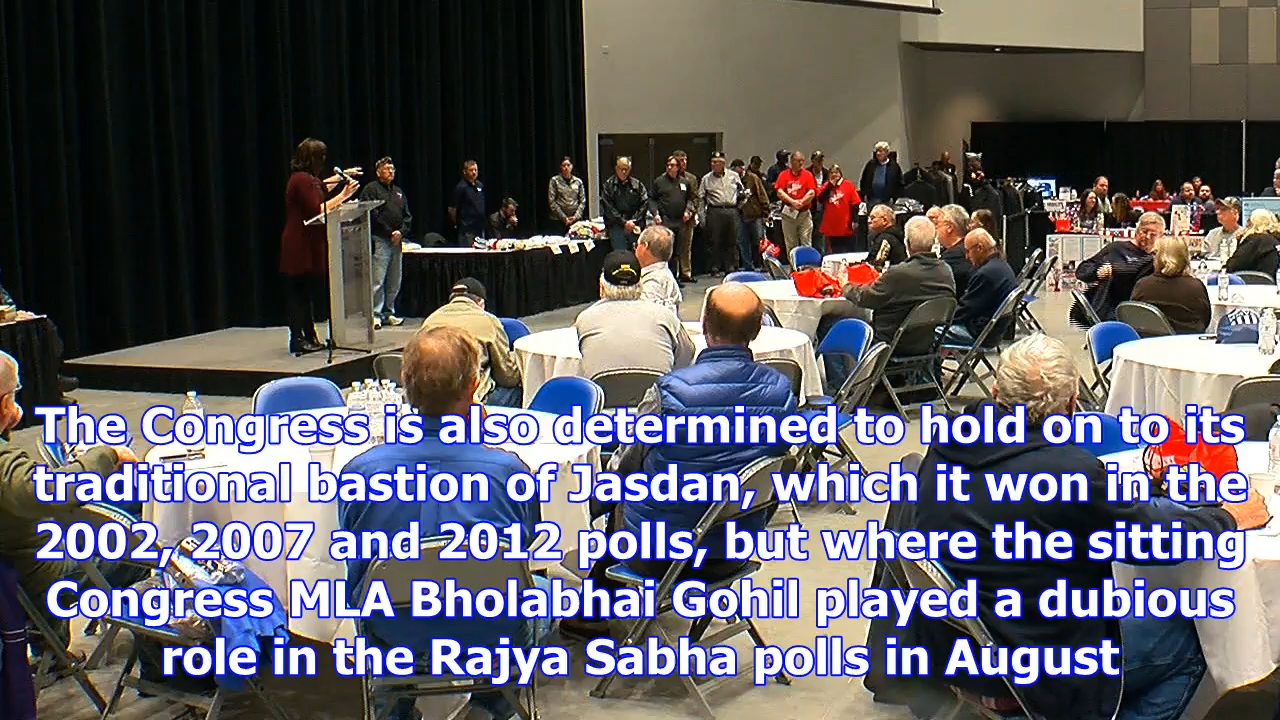 The Congress is also determined to hold on to its
traditional bastion of Jasdan, which it won in the
2002, 2007 and 2012 polls, but where the sitting
Congress MLA Bholabhai Gohil played a dubious
role in the Rajya Sabha polls in August